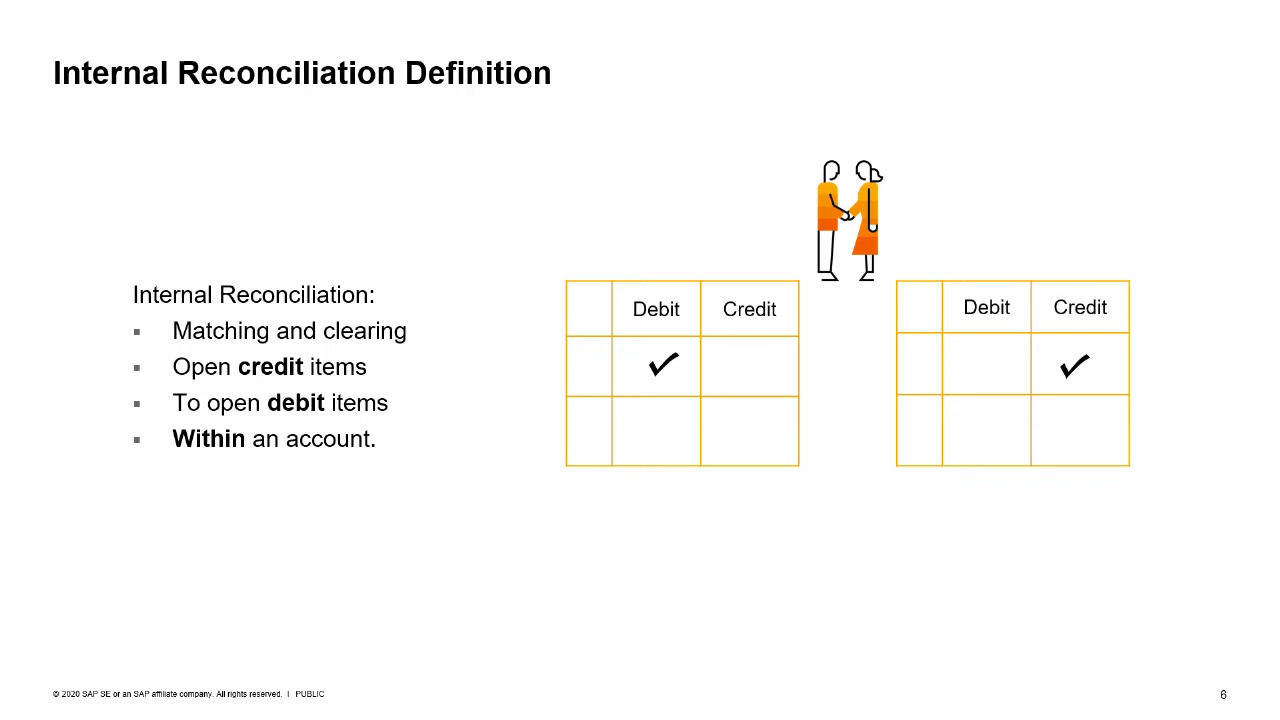 Internal Reconciliation Definition
Internal Reconciliation:
▪ Matching and clearing
▪ Open credit items
▪ To open debit items
▪ Within an account.
Debit Credit
Debit Credit
© 2020 SAP SE or an SAP affiliate company. All rights reserved. I PUBLIC
6